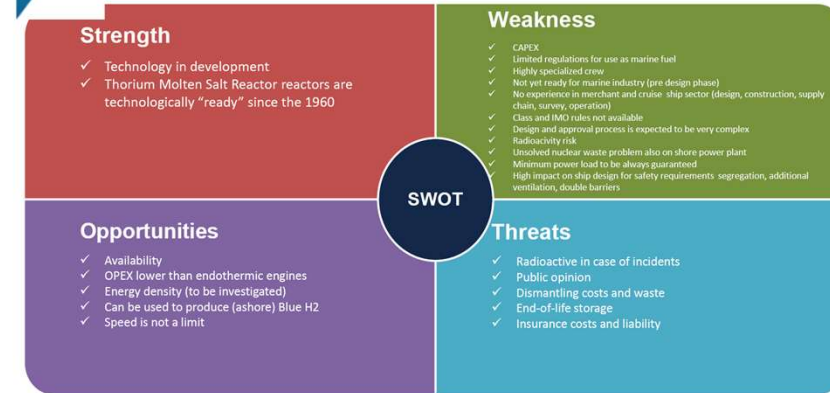 Strength
✓ Technology in development
✓ Thorium Molten Salt Reactor reactors are
technologically “ready” since the 1960
Weakness
✓ CAPEX
✓ Limited regulations for use as marine fuel
✓ Highly specialized crew
✓ Not yet ready for marine industry (pre design phase)
✓ No experience in merchant and cruise ship sector (design, construction, supply
chain, survey, operation)
✓ Class and IMO rules not available
✓ Design and approval process is expected to be very complex
✓ Radioacivity risk
✓ Unsolved nuclear waste problem also on shore power plant
✓ Minimum power load to be always guaranteed
✓ High impact on ship design for safety requirements segregation, additional
ventilation, double barriers
SWOT
Opportunities
✓ Availability
✓ OPEX lower than endothermic engines
✓ Energy density (to be investigated)
✓ Can be used to produce (ashore) Blue H2
✓ Speed is not a limit
Threats
✓ Radioactive in case of incidents
✓ Public opinion
✓ Dismantling costs and waste
✓ End-of-life storage
✓ Insurance costs and liability